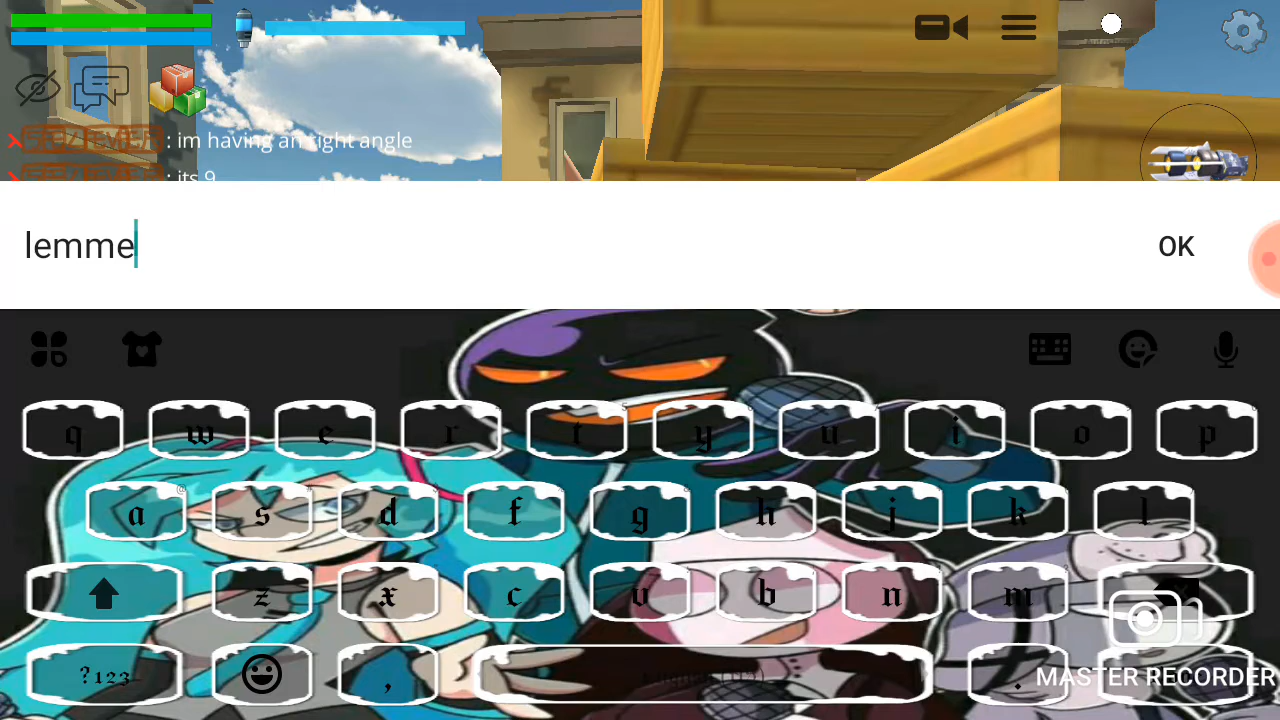 : im having an right angle
: its 9
lemme
OK
q w e r t y u i o p
a s d f g h j k l
z x c v b n m
?123 , .
MASTER RECORDER